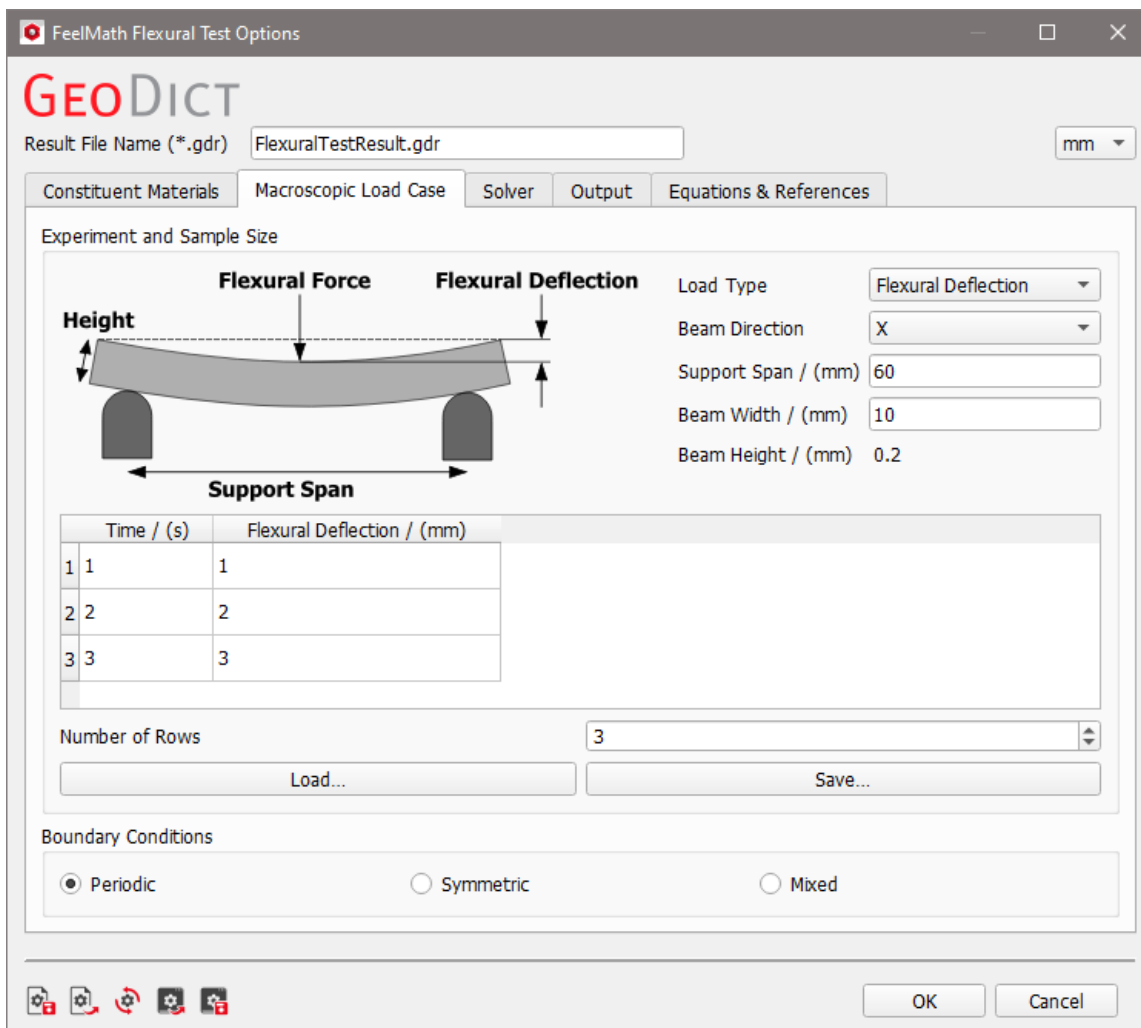 FeelMath Flexural Test Options
GEODICT
Result File Name (*.gdr) FlexuralTestResult.gdr mm
Constituent Materials Macroscopic Load Case Solver Output Equations & References
Experiment and Sample Size
Flexural Force Flexural Deflection
Height
Support Span
Load Type Flexural Deflection
Beam Direction X
Support Span / (mm) 60
Beam Width / (mm) 10
Beam Height / (mm) 0.2
Time / (s) Flexural Deflection / (mm)
1 1 1
2 2 2
3 3 3
Number of Rows 3
Load... Save...
Boundary Conditions
Periodic Symmetric Mixed
OK Cancel